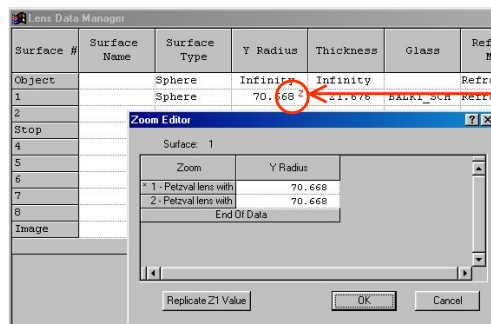 Lens Data Manager
Surface # Surface Name Surface Type Y Radius Thickness Glass
Object Sphere Infinity Infinity
1 Sphere 70.668 Z 21.676 BALK1_SCH
2
Stop
4
5
6
7
8
Image
Zoom Editor
Surface: 1
Zoom Y Radius
* 1 - Petzval lens with 70.668
2 - Petzval lens with 70.668
End Of Data
Replicate Z1 Value OK Cancel